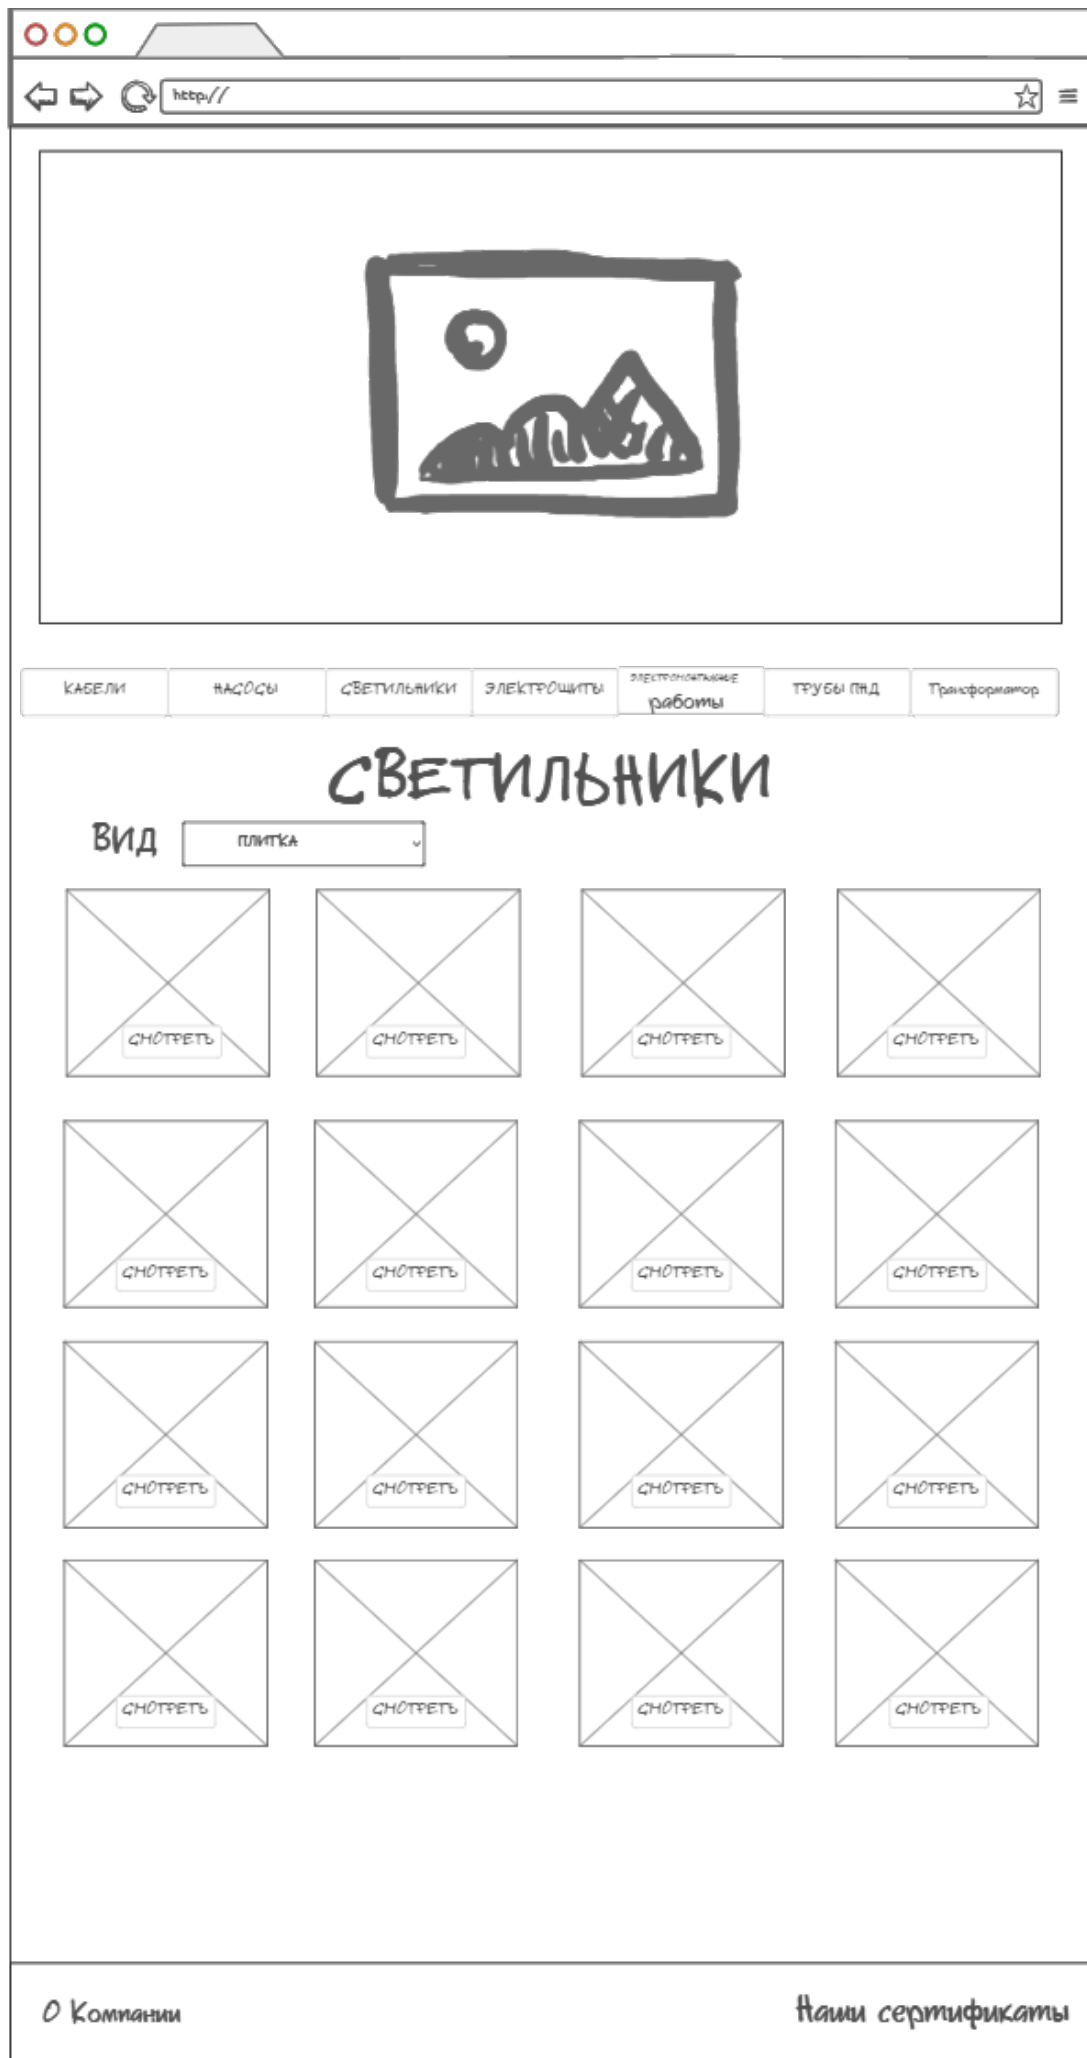 http://
КАБЕЛИ НАСОСЫ СВЕТИЛЬНИКИ ЭЛЕКТРОЩИТЫ ЭЛЕКТРОМОНТАЖНЫЕ работы ТРУБЫ ПНД Трансформатор
СВЕТИЛЬНИКИ
ВИД ПЛИТКА
СМОТРЕТЬ СМОТРЕТЬ СМОТРЕТЬ СМОТРЕТЬ
СМОТРЕТЬ СМОТРЕТЬ СМОТРЕТЬ СМОТРЕТЬ
СМОТРЕТЬ СМОТРЕТЬ СМОТРЕТЬ СМОТРЕТЬ
СМОТРЕТЬ СМОТРЕТЬ СМОТРЕТЬ СМОТРЕТЬ
О Компании Наши сертификаты